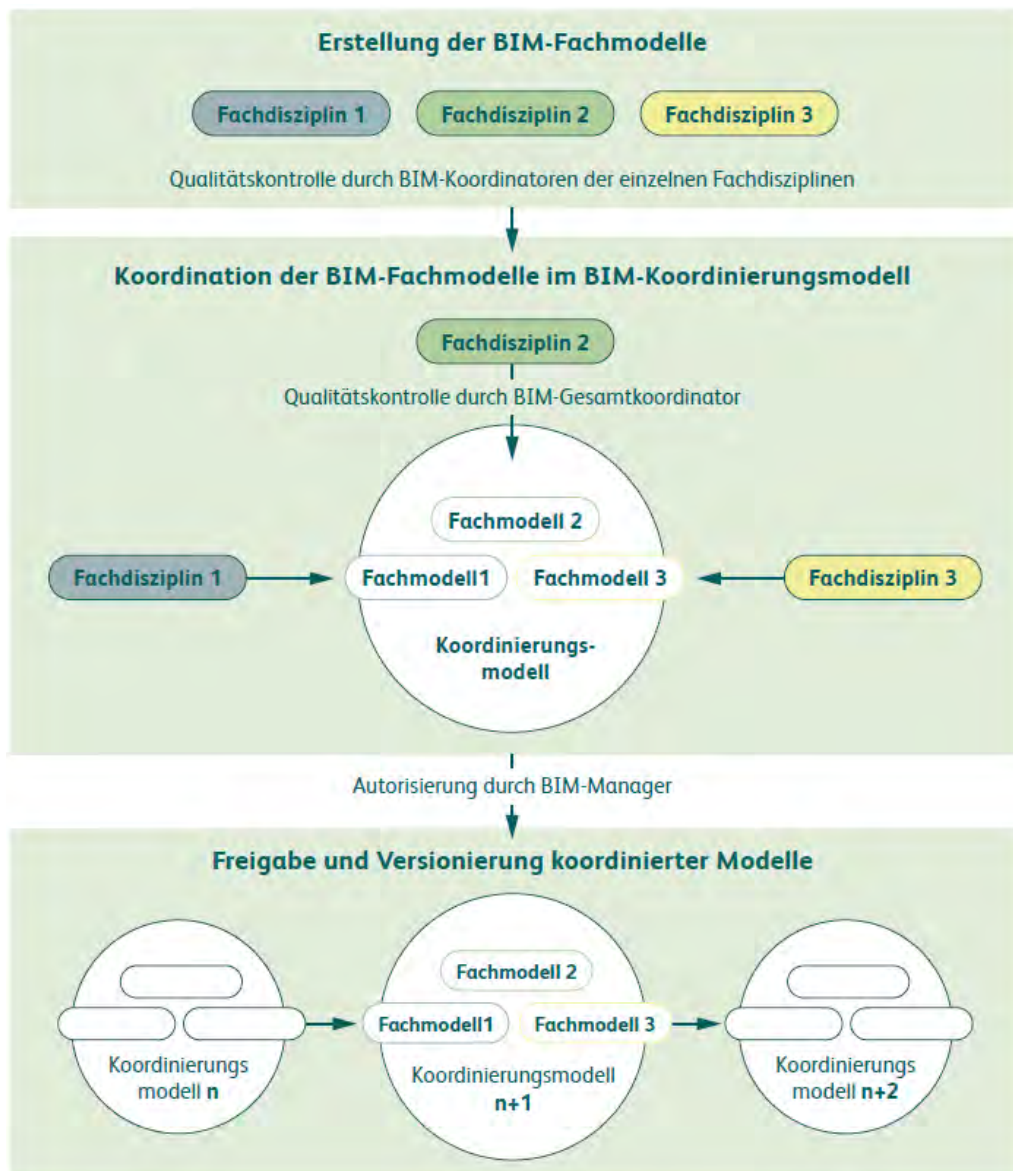 Erstellung der BIM-Fachmodelle
Fachdisziplin 1
Fachdisziplin 2
Fachdisziplin 3
Qualitätskontrolle durch BIM-Koordinatoren der einzelnen Fachdisziplinen
Koordination der BIM-Fachmodelle im BIM-Koordinierungsmodell
Fachdisziplin 2
Qualitätskontrolle durch BIM-Gesamtkoordinator
Fachmodell 2
Fachdisziplin 1
Fachmodell1
Fachmodell 3
Fachdisziplin 3
Koordinierungs-
modell
Autorisierung durch BIM-Manager
Freigabe und Versionierung koordinierter Modelle
Koordinierungs
modell n
Fachmodell 2
Fachmodell1
Fachmodell 3
Koordinierungsmodell
n+1
Koordinierungs
modell n+2